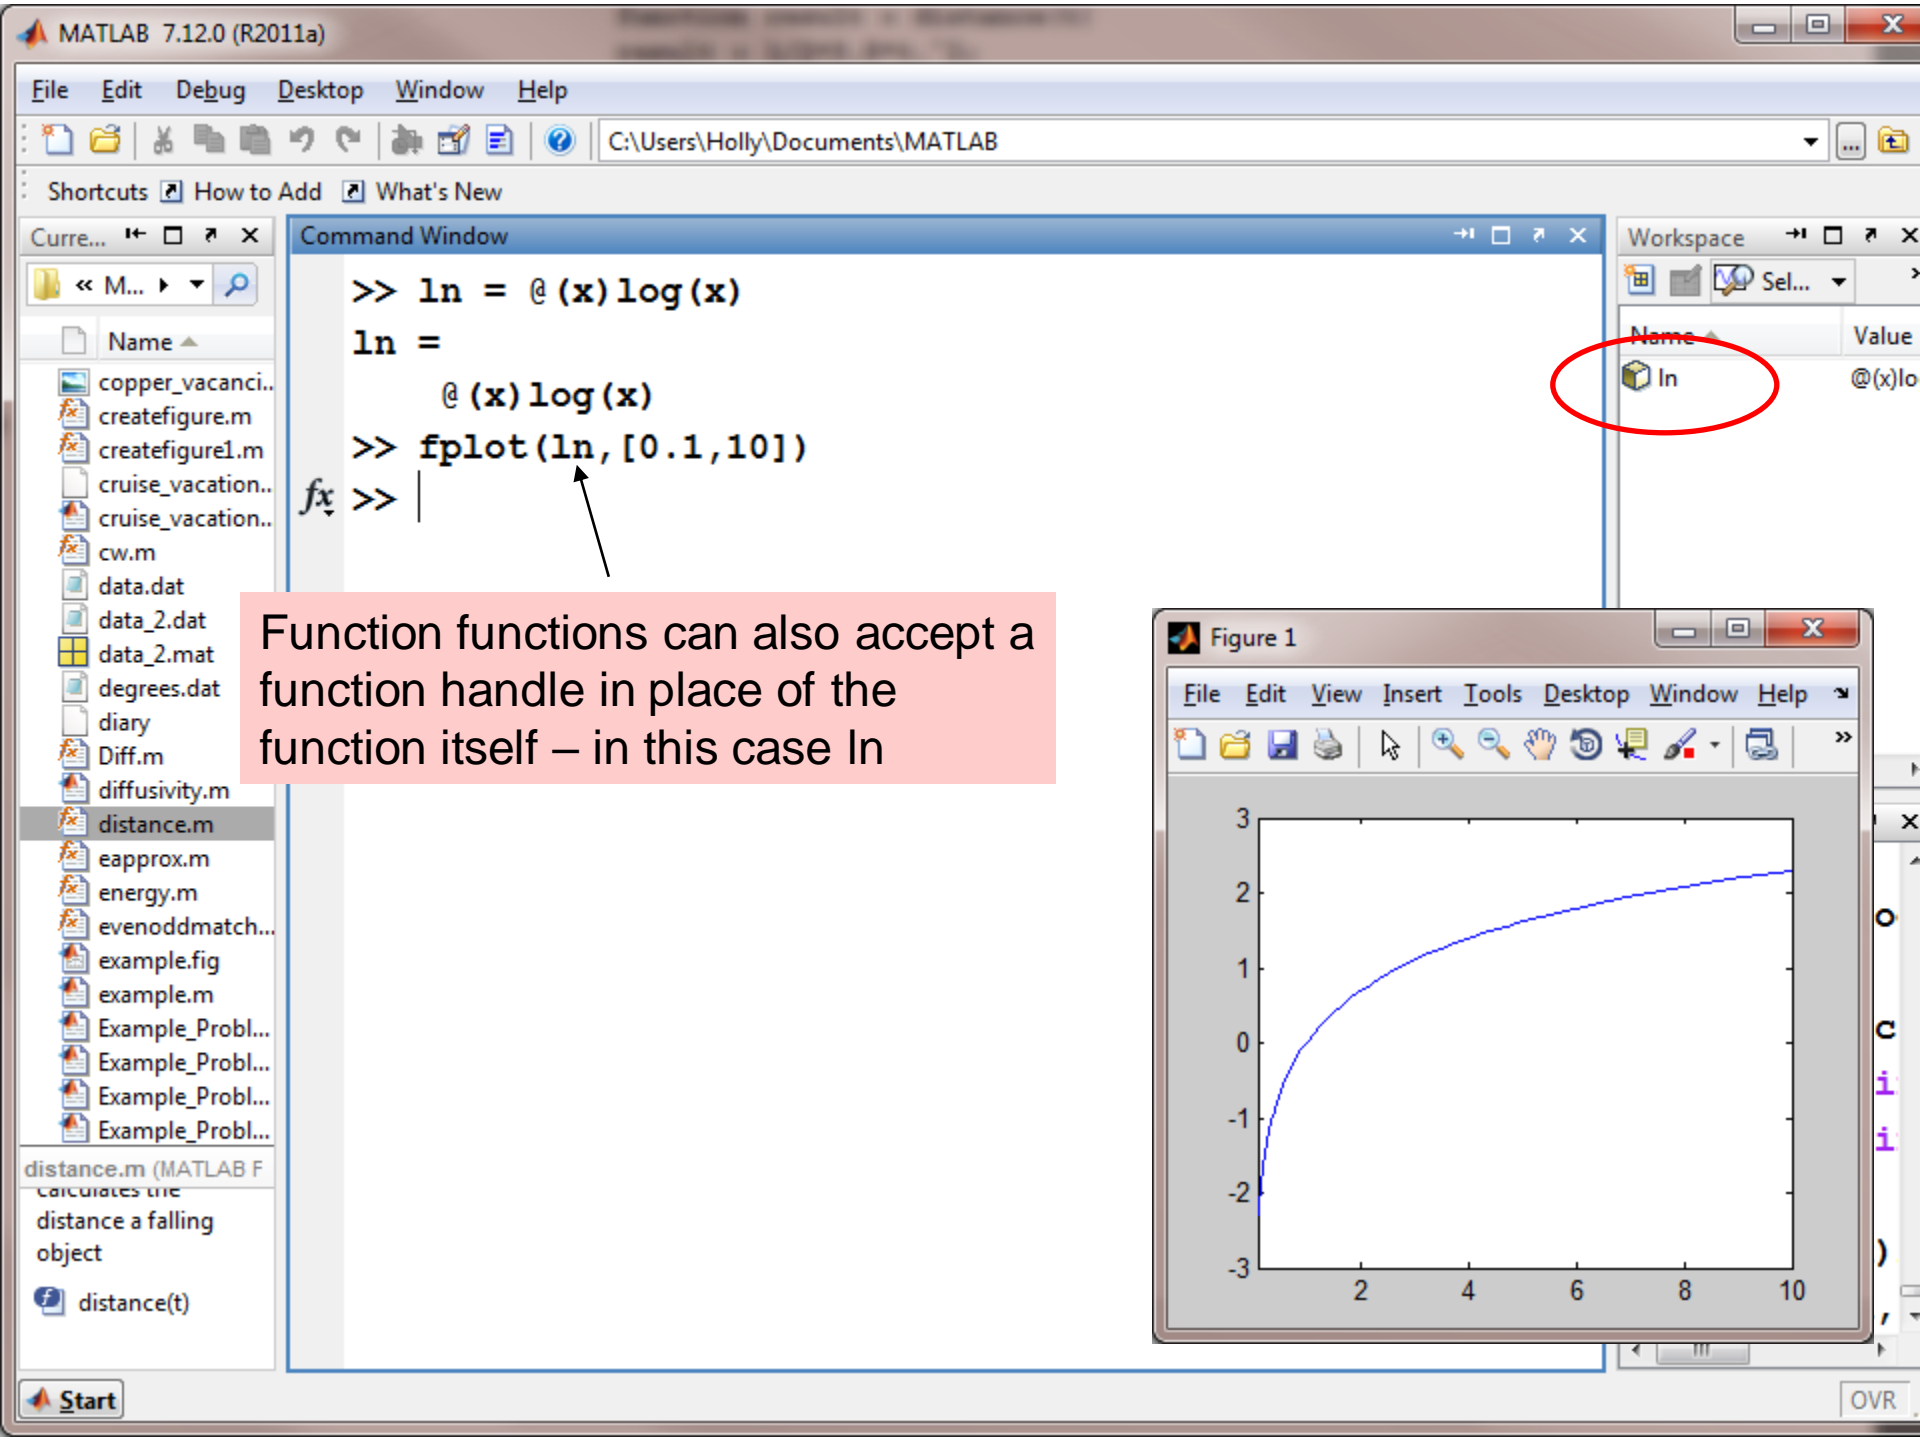 MATLAB 7.12.0 (R2011a)
File Edit Debug Desktop Window Help
C:\Users\Holly\Documents\MATLAB
Shortcuts How to Add What's New
Curre...
« M...
Name
copper_vacanci..
createfigure.m
createfigure1.m
cruise_vacation..
cruise_vacation..
cw.m
data.dat
data_2.dat
data_2.mat
degrees.dat
diary
Diff.m
diffusivity.m
distance.m
eapprox.m
energy.m
evenoddmatch...
example.fig
example.m
Example_Probl...
Example_Probl...
Example_Probl...
Example_Probl...
distance.m (MATLAB F
calculates the
distance a falling
object
distance(t)
Command Window
>> ln = @(x)log(x)
ln =
@(x)log(x)
>> fplot(ln,[0.1,10])
fx >>
Function functions can also accept a
function handle in place of the
function itself – in this case ln
Workspace
Sel...
Name Value
ln @(x)lo
Figure 1
File Edit View Insert Tools Desktop Window Help
3
2
1
0
-1
-2
-3
2 4 6 8 10
o
c
i
i
)
,
Start
OVR